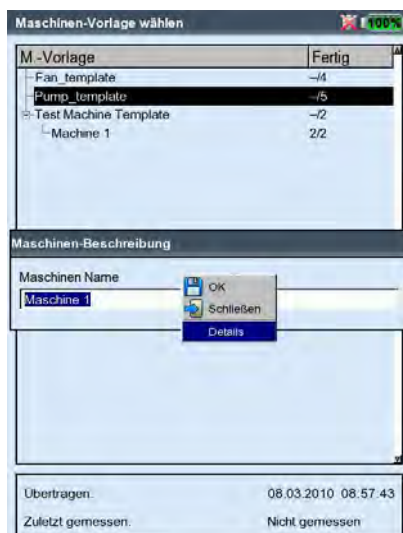 Maschinen-Vorlage wählen 100%
M.-Vorlage Fertig
Fan_template --/4
Pump_template --/5
Test Machine Template --/2
Machine 1 2/2
Maschinen-Beschreibung
Maschinen Name
Maschine 1
OK
Schließen
Details
Übertragen: 08.03.2010 08:57:43
Zuletzt gemessen: Nicht gemessen